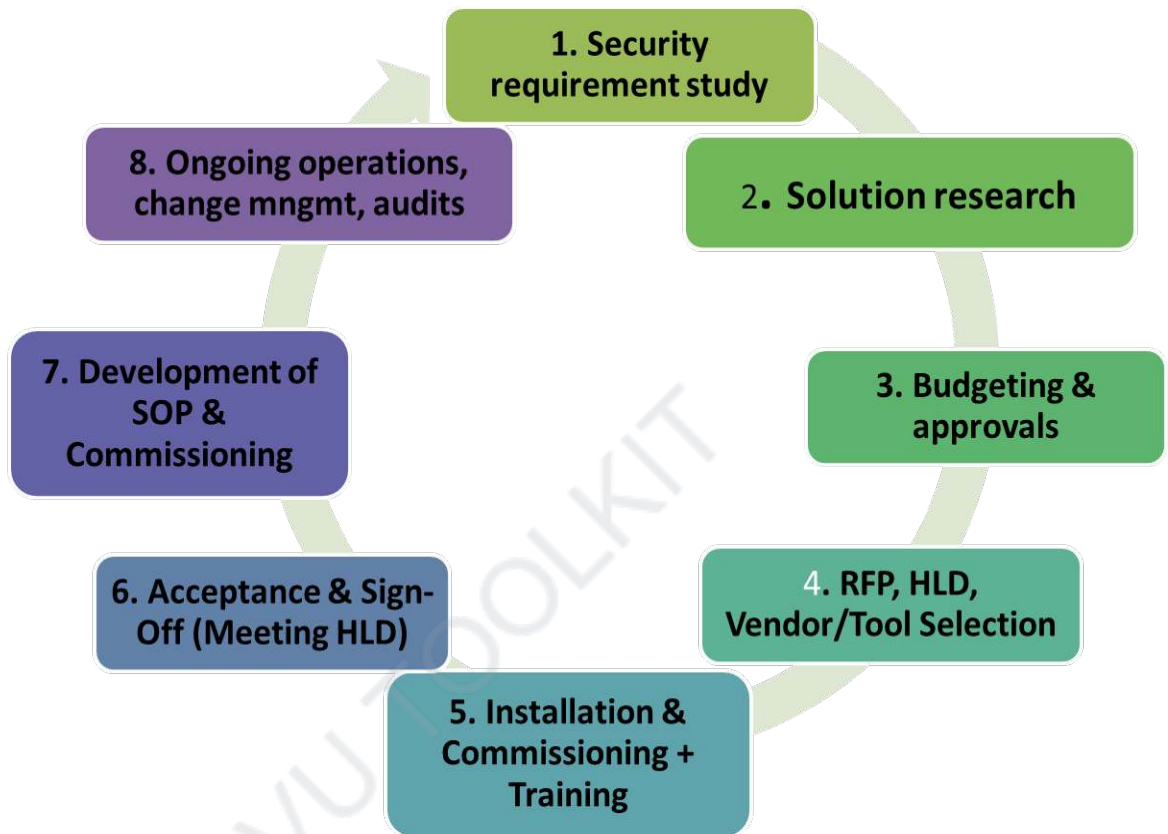 1. Security
requirement study
2. Solution research
3. Budgeting &
approvals
4. RFP, HLD,
Vendor/Tool Selection
5. Installation &
Commissioning +
Training
6. Acceptance & Sign-
Off (Meeting HLD)
7. Development of
SOP &
Commissioning
8. Ongoing operations,
change mngmt, audits
VU TOOLKIT